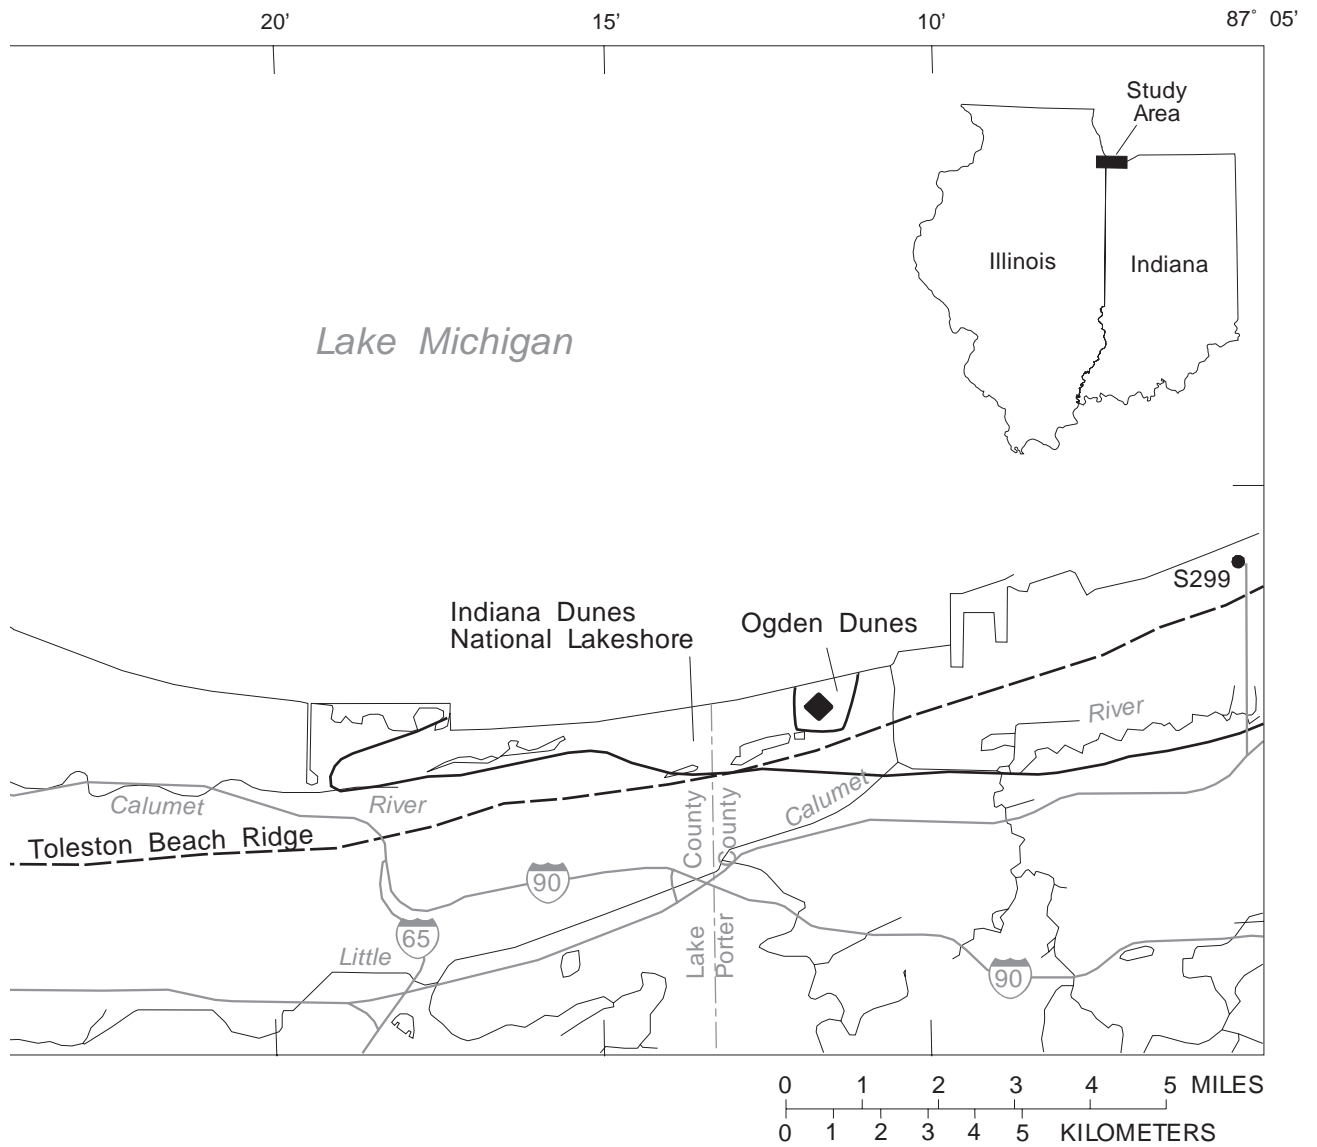 20’ 15’ 10’ 87° 05’
Study
Area
Illinois Indiana
Lake Michigan
S299
Indiana Dunes
National Lakeshore
Ogden Dunes
River
Calumet River
Calumet
County
County
Toleston Beach Ridge
90
65
Little
Lake
Porter
90
0 1 2 3 4 5 MILES
0 1 2 3 4 5 KILOMETERS